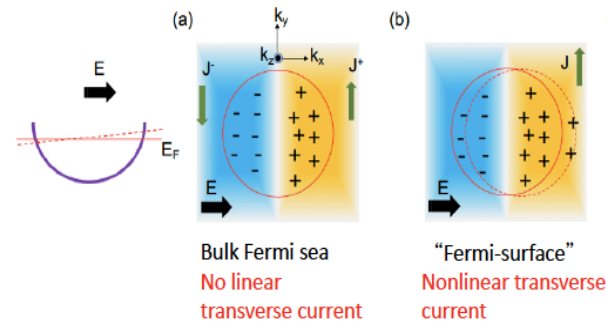 (a)
(b)
E
E_F
k_y
k_z
k_x
J⁻
J⁺
- +
- - + +
- - + + +
- - + +
- - + +
- +
E
J
- +
- - + +
- + + + +
- - + + +
- + +
- +
E
Bulk Fermi sea
No linear
transverse current
“Fermi-surface”
Nonlinear transverse
current